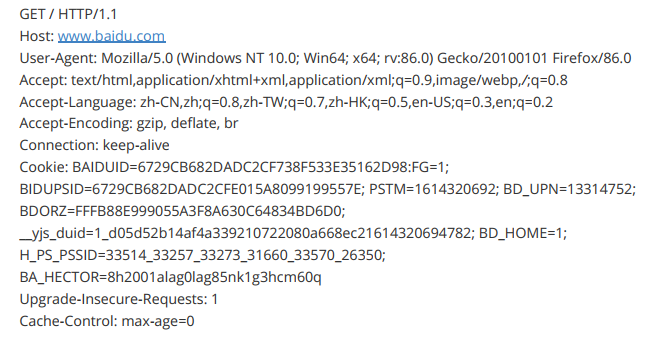 GET / HTTP/1.1
Host: www.baidu.com
User-Agent: Mozilla/5.0 (Windows NT 10.0; Win64; x64; rv:86.0) Gecko/20100101 Firefox/86.0
Accept: text/html,application/xhtml+xml,application/xml;q=0.9,image/webp,/;q=0.8
Accept-Language: zh-CN,zh;q=0.8,zh-TW;q=0.7,zh-HK;q=0.5,en-US;q=0.3,en;q=0.2
Accept-Encoding: gzip, deflate, br
Connection: keep-alive
Cookie: BAIDUID=6729CB682DADC2CF738F533E35162D98:FG=1;
BIDUPSID=6729CB682DADC2CFE015A8099199557E; PSTM=1614320692; BD_UPN=13314752;
BDORZ=FFFB88E999055A3F8A630C64834BD6D0;
__yjs_duid=1_d05d52b14af4a339210722080a668ec21614320694782; BD_HOME=1;
H_PS_PSSID=33514_33257_33273_31660_33570_26350;
BA_HECTOR=8h2001alag0lag85nk1g3hcm60q
Upgrade-Insecure-Requests: 1
Cache-Control: max-age=0